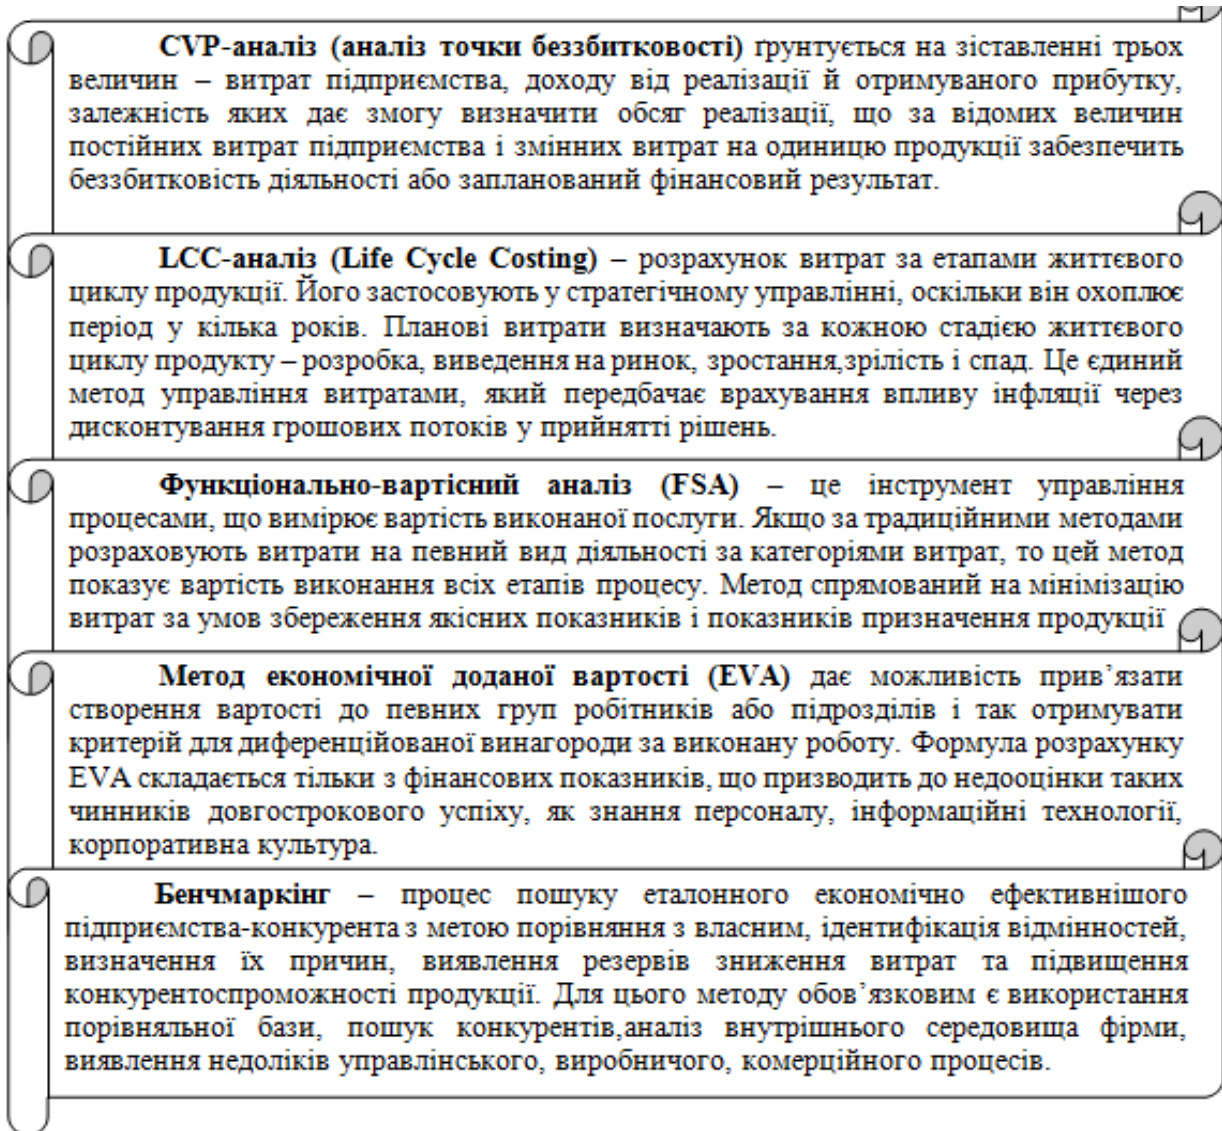 CVP-аналіз (аналіз точки беззбитковості) ґрунтується на зіставленні трьох
величин – витрат підприємства, доходу від реалізації й отримуваного прибутку,
залежність яких дає змогу визначити обсяг реалізації, що за відомих величин
постійних витрат підприємства і змінних витрат на одиницю продукції забезпечить
беззбитковість діяльності або запланований фінансовий результат.
LCC-аналіз (Life Cycle Costing) – розрахунок витрат за етапами життєвого
циклу продукції. Його застосовують у стратегічному управлінні, оскільки він охоплює
період у кілька років. Планові витрати визначають за кожною стадією життєвого
циклу продукту – розробка, виведення на ринок, зростання,зрілість і спад. Це єдиний
метод управління витратами, який передбачає врахування впливу інфляції через
дисконтування грошових потоків у прийнятті рішень.
Функціонально-вартісний аналіз (FSA) – це інструмент управління
процесами, що вимірює вартість виконаної послуги. Якщо за традиційними методами
розраховують витрати на певний вид діяльності за категоріями витрат, то цей метод
показує вартість виконання всіх етапів процесу. Метод спрямований на мінімізацію
витрат за умов збереження якісних показників і показників призначення продукції
Метод економічної доданої вартості (EVA) дає можливість прив’язати
створення вартості до певних груп робітників або підрозділів і так отримувати
критерій для диференційованої винагороди за виконану роботу. Формула розрахунку
EVA складається тільки з фінансових показників, що призводить до недооцінки таких
чинників довгострокового успіху, як знання персоналу, інформаційні технології,
корпоративна культура.
Бенчмаркінг – процес пошуку еталонного економічно ефективнішого
підприємства-конкурента з метою порівняння з власним, ідентифікація відмінностей,
визначення їх причин, виявлення резервів зниження витрат та підвищення
конкурентоспроможності продукції. Для цього методу обов’язковим є використання
порівняльної бази, пошук конкурентів,аналіз внутрішнього середовища фірми,
виявлення недоліків управлінського, виробничого, комерційного процесів.